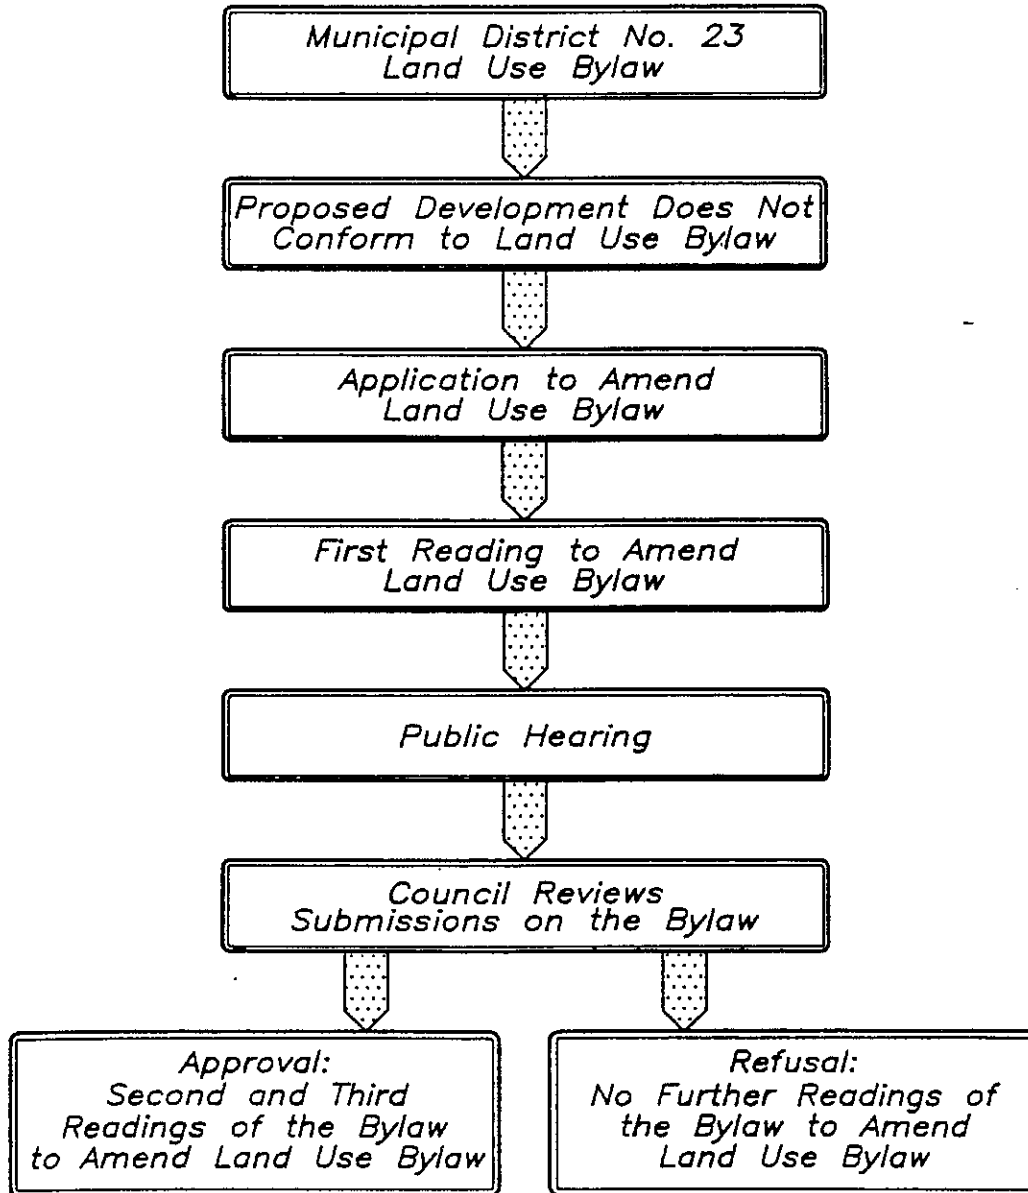 Municipal District No. 23
Land Use Bylaw
Proposed Development Does Not
Conform to Land Use Bylaw
Application to Amend
Land Use Bylaw
First Reading to Amend
Land Use Bylaw
Public Hearing
Council Reviews
Submissions on the Bylaw
Approval:
Second and Third
Readings of the Bylaw
to Amend Land Use Bylaw
Refusal:
No Further Readings of
the Bylaw to Amend
Land Use Bylaw